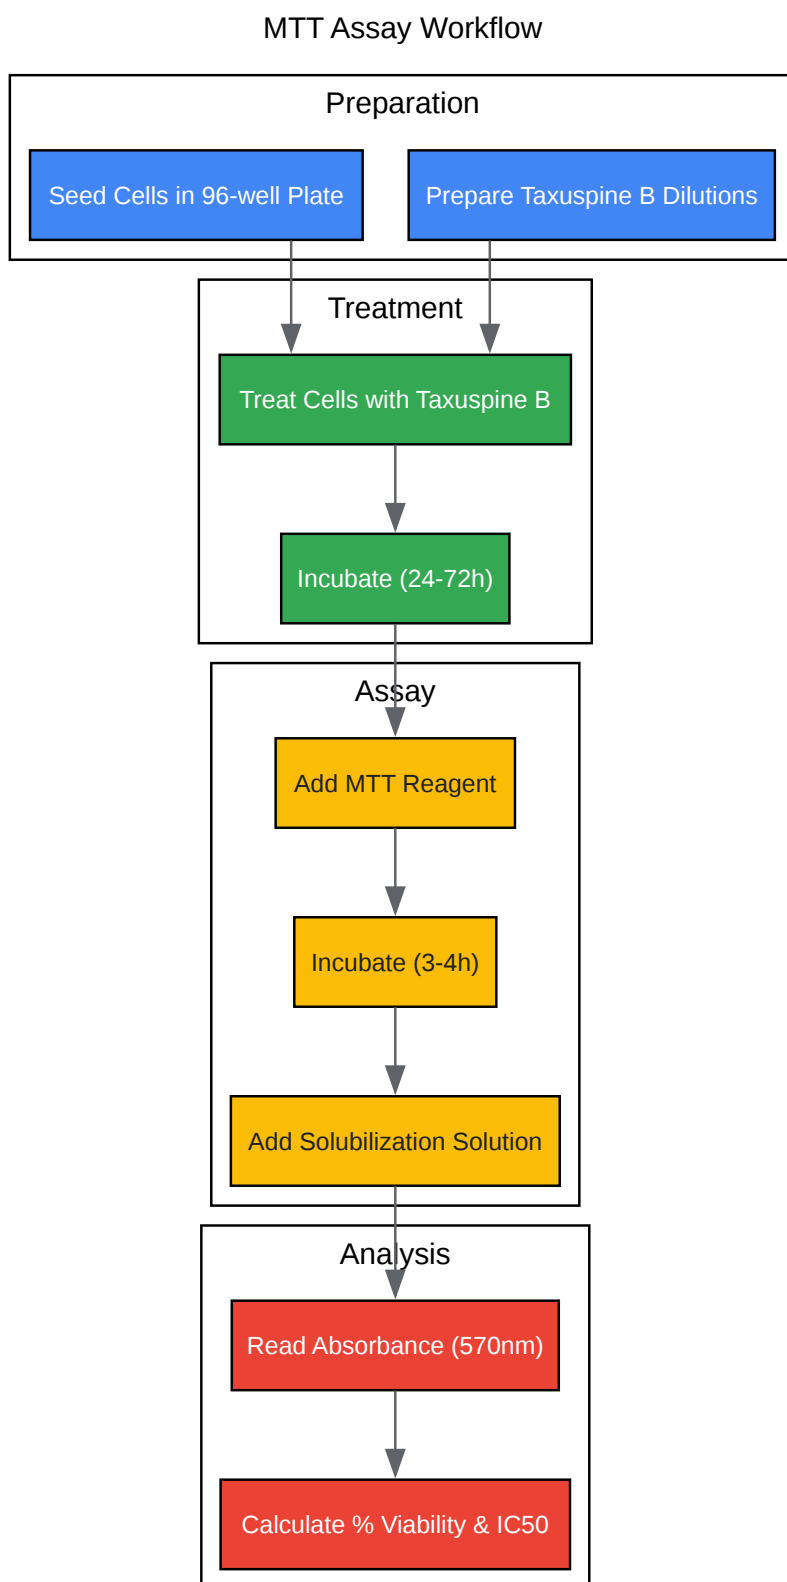 MTT Assay Workflow
Preparation
Seed Cells in 96-well Plate
Prepare Taxuspine B Dilutions
Treatment
Treat Cells with Taxuspine B
Incubate (24-72h)
Assay
Add MTT Reagent
Incubate (3-4h)
Add Solubilization Solution
Analysis
Read Absorbance (570nm)
Calculate % Viability & IC50